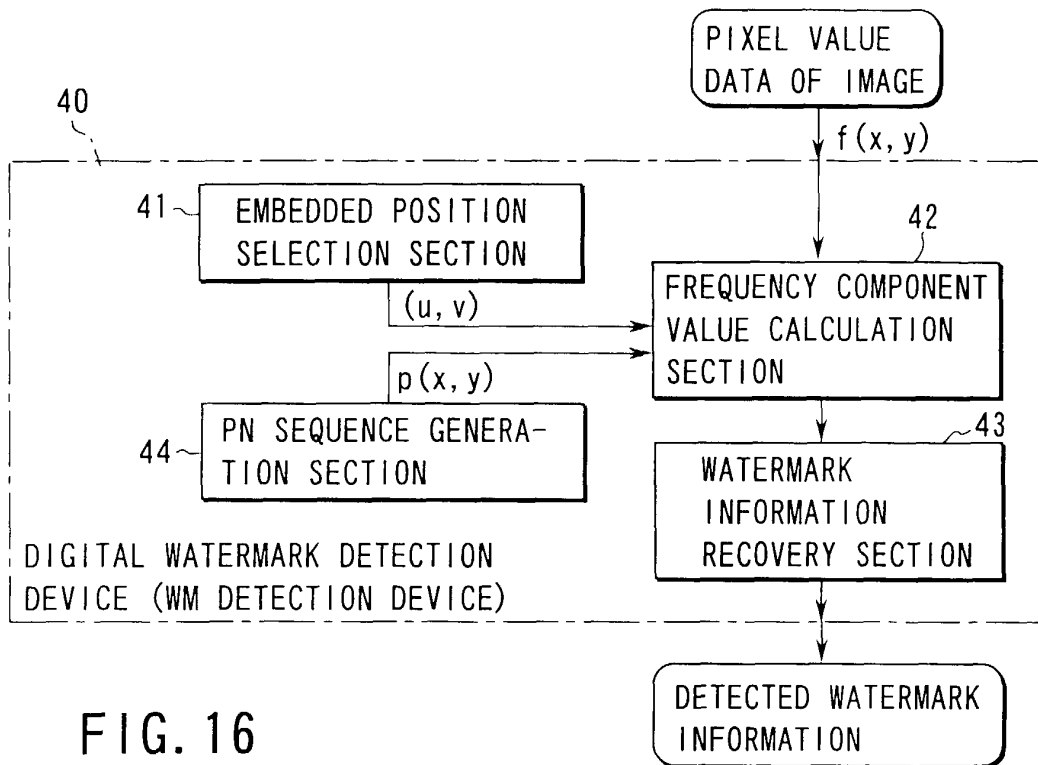 PIXEL VALUE
DATA OF IMAGE
40
f(x, y)
41
EMBEDDED POSITION
SELECTION SECTION
42
(u, v)
FREQUENCY COMPONENT
VALUE CALCULATION
SECTION
p(x, y)
44
PN SEQUENCE GENERA-
TION SECTION
43
WATERMARK
INFORMATION
RECOVERY SECTION
DIGITAL WATERMARK DETECTION
DEVICE (WM DETECTION DEVICE)
DETECTED WATERMARK
INFORMATION
FIG. 16